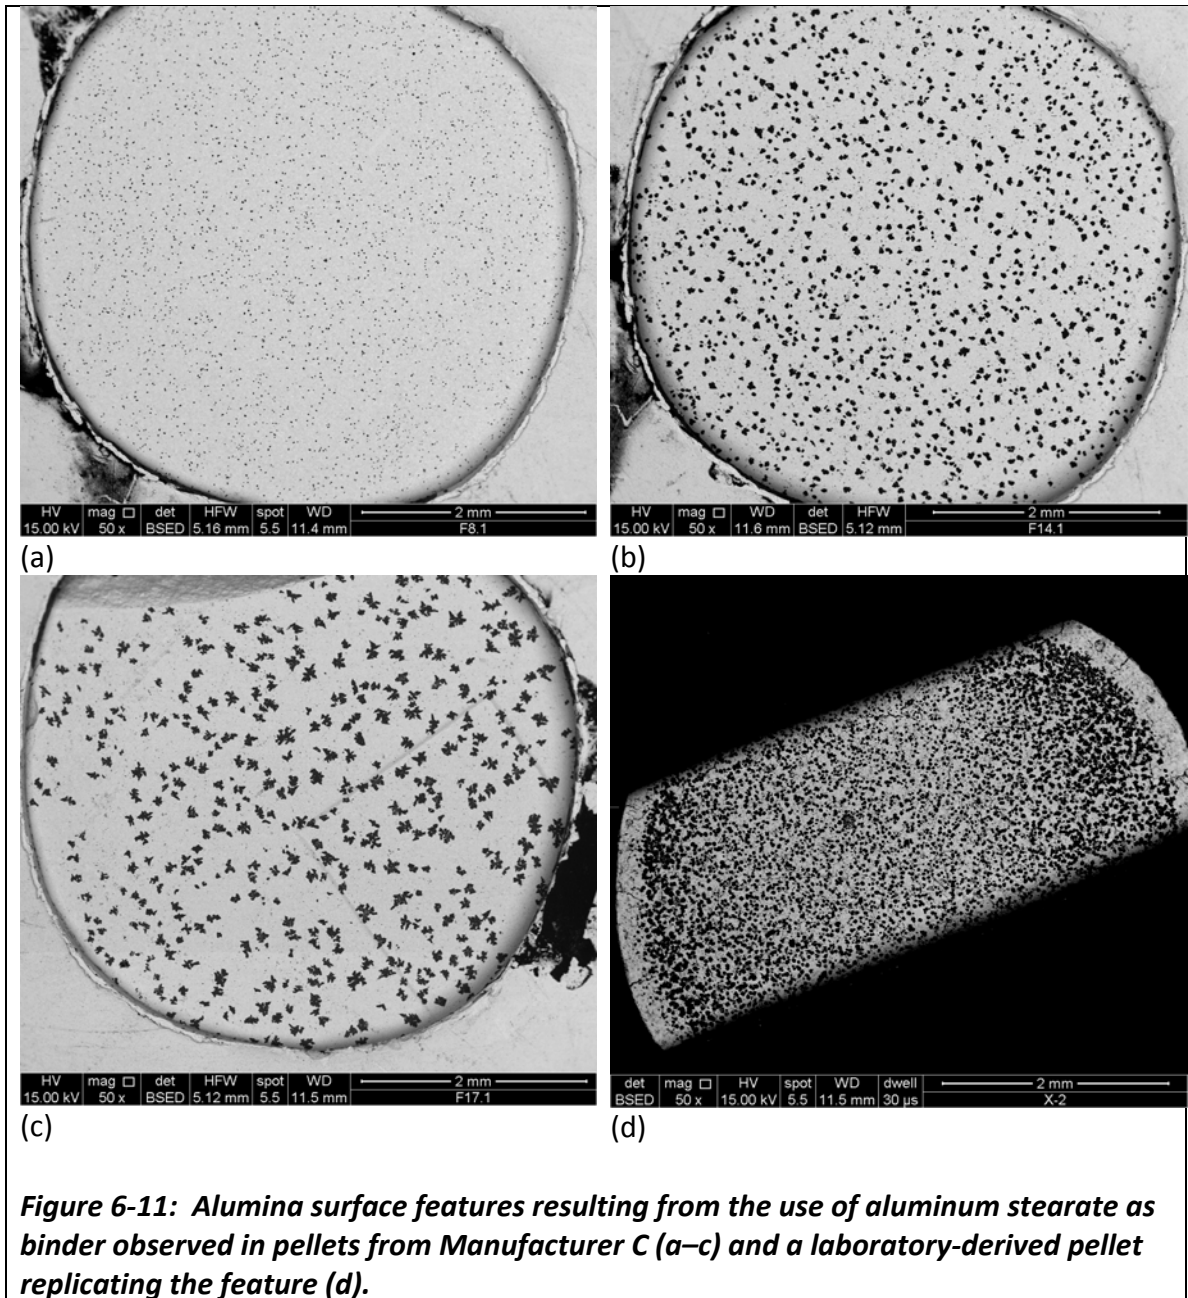 HV mag □ det HFW spot WD 2 mm
15.00 kV 50 x BSED 5.16 mm 5.5 11.4 mm F8.1
(a)
HV mag □ WD det HFW 2 mm
15.00 kV 50 x 11.6 mm BSED 5.12 mm F14.1
(b)
HV mag □ det HFW spot WD 2 mm
15.00 kV 50 x BSED 5.12 mm 5.5 11.5 mm F17.1
(c)
det mag □ HV spot WD dwell 2 mm
BSED 50 x 15.00 kV 5.5 11.5 mm 30 µs X-2
(d)
Figure 6-11: Alumina surface features resulting from the use of aluminum stearate as
binder observed in pellets from Manufacturer C (a–c) and a laboratory-derived pellet
replicating the feature (d).